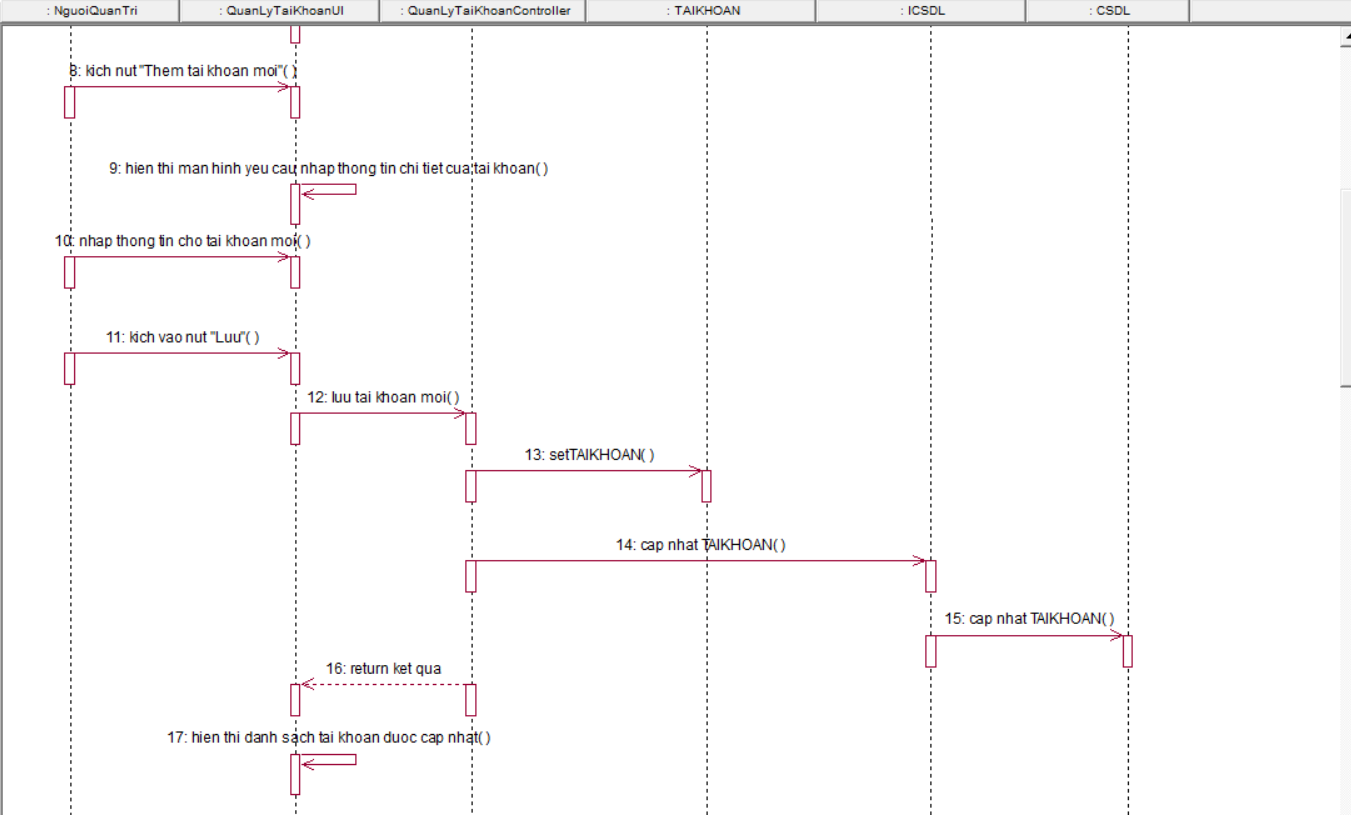 : NguoiQuanTri
: QuanLyTaiKhoanUI
: QuanLyTaiKhoanController
: TAIKHOAN
: ICSDL
: CSDL
8: kich nut "Them tai khoan moi"( )
9: hien thi man hinh yeu cau nhap thong tin chi tiet cua tai khoan( )
10: nhap thong tin cho tai khoan moi( )
11: kich vao nut "Luu"( )
12: luu tai khoan moi( )
13: setTAIKHOAN( )
14: cap nhat TAIKHOAN( )
15: cap nhat TAIKHOAN( )
16: return ket qua
17: hien thi danh sach tai khoan duoc cap nhat( )